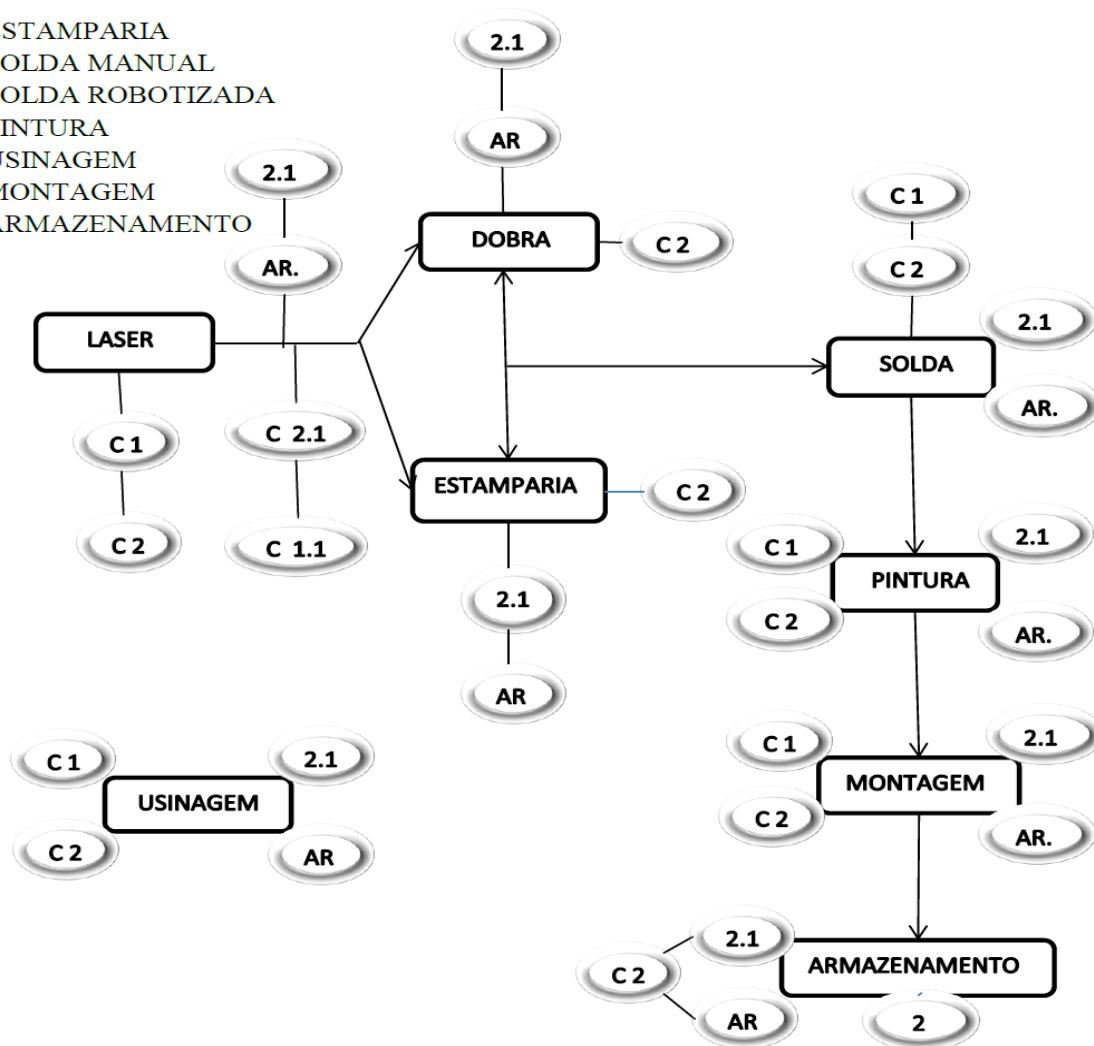 ESTAMPARIA
OLDA MANUAL
OLDA ROBOTIZADA
INTURA
USINAGEM
MONTAGEM
ARMAZENAMENTO
2.1
AR
DOBRA
C 2
2.1
AR.
LASER
C 1
C 2
C 2.1
C 1.1
C 1
C 2
2.1
SOLDA
AR.
ESTAMPARIA
C 2
2.1
AR
C 1
2.1
PINTURA
C 2
AR.
C 1
2.1
USINAGEM
C 2
AR
C 1
2.1
MONTAGEM
C 2
AR.
2.1
C 2
ARMAZENAMENTO
AR
2